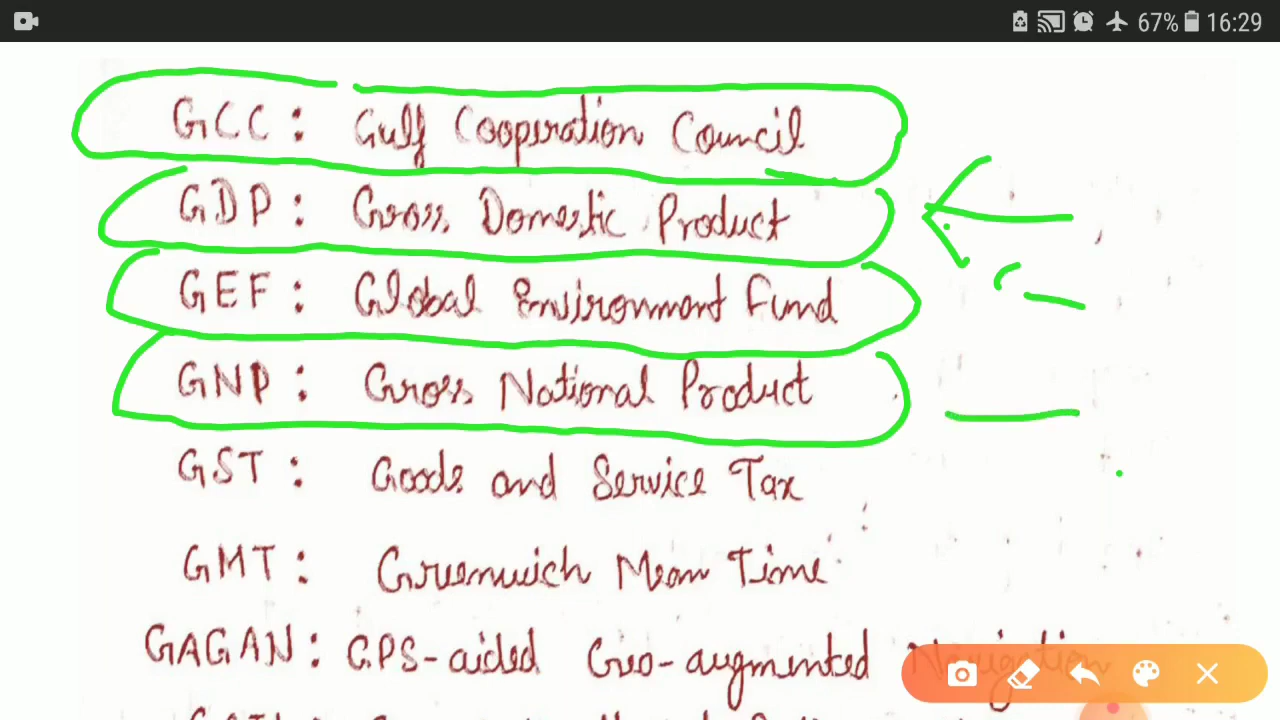 67% 16:29
GCC : Gulf Cooperation Council
GDP : Gross Domestic Product
GEF : Global Environment Fund
GNP : Gross National Product
GST : Goods and Service Tax
GMT : Greenwich Mean Time
GAGAN : GPS-aided Geo-augmented Navigation